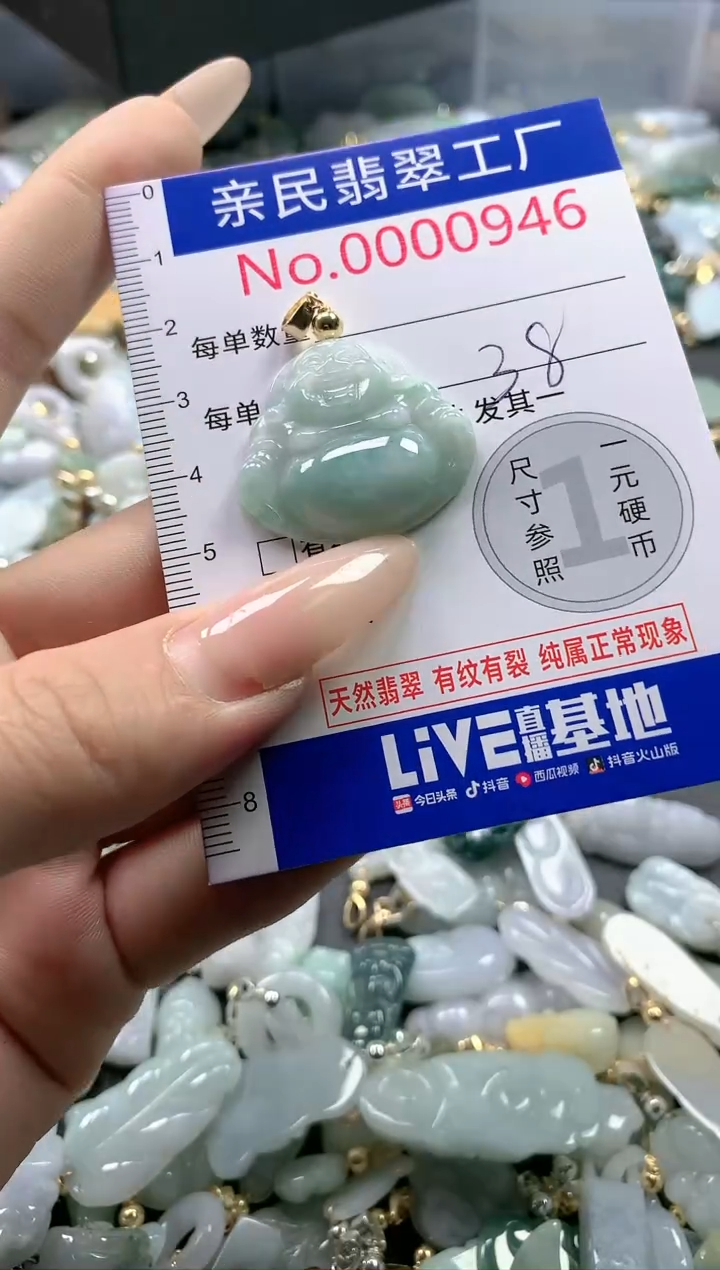 亲民翡翠工厂
No.0000946
每单数量
38
每单
发其一
一元硬币
1
尺寸参照
天然翡翠 有纹有裂 纯属正常现象
LiVE直播基地
头条 今日头条 抖音 西瓜视频 抖音火山版
0
1
2
3
4
5
8